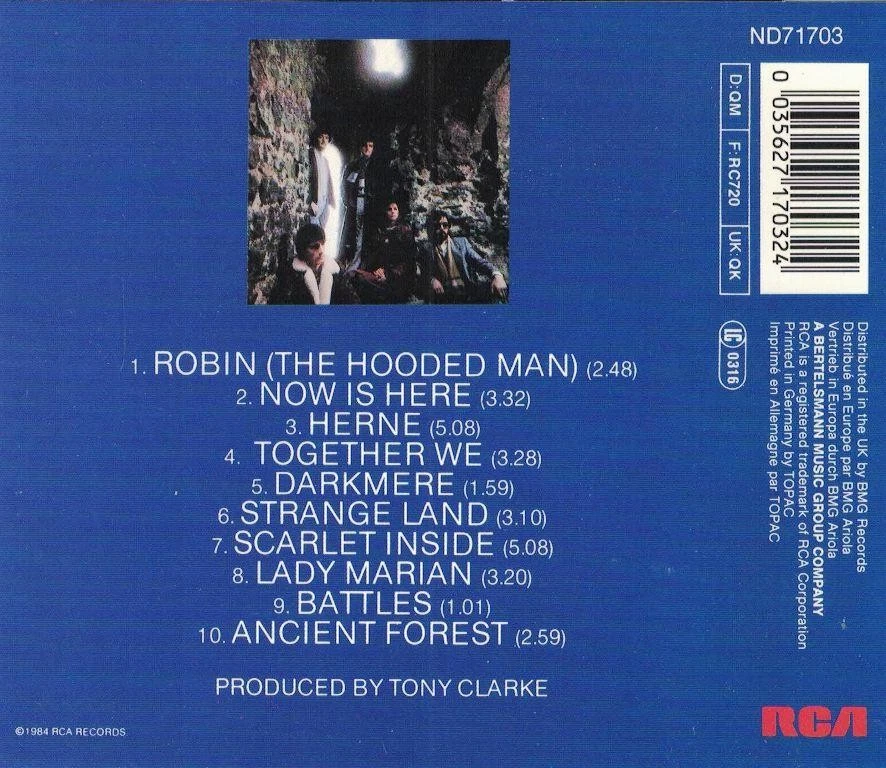 ND71703
D:QM
F:RC720
UK:QK
0 035627 170324
LC 0316
Distributed in the UK by BMG Records
Distribué en Europe par BMG Ariola
Vertrieb in Europa durch BMG Ariola
A BERTELSMANN MUSIC GROUP COMPANY
RCA is a registered trademark of RCA Corporation
Printed in Germany by TOPAC
Imprimé en Allemagne par TOPAC
1. ROBIN (THE HOODED MAN) (2.48)
2. NOW IS HERE (3.32)
3. HERNE (5.08)
4. TOGETHER WE (3.28)
5. DARKMERE (1.59)
6. STRANGE LAND (3.10)
7. SCARLET INSIDE (5.08)
8. LADY MARIAN (3.20)
9. BATTLES (1.01)
10. ANCIENT FOREST (2.59)
PRODUCED BY TONY CLARKE
©1984 RCA RECORDS
RCA